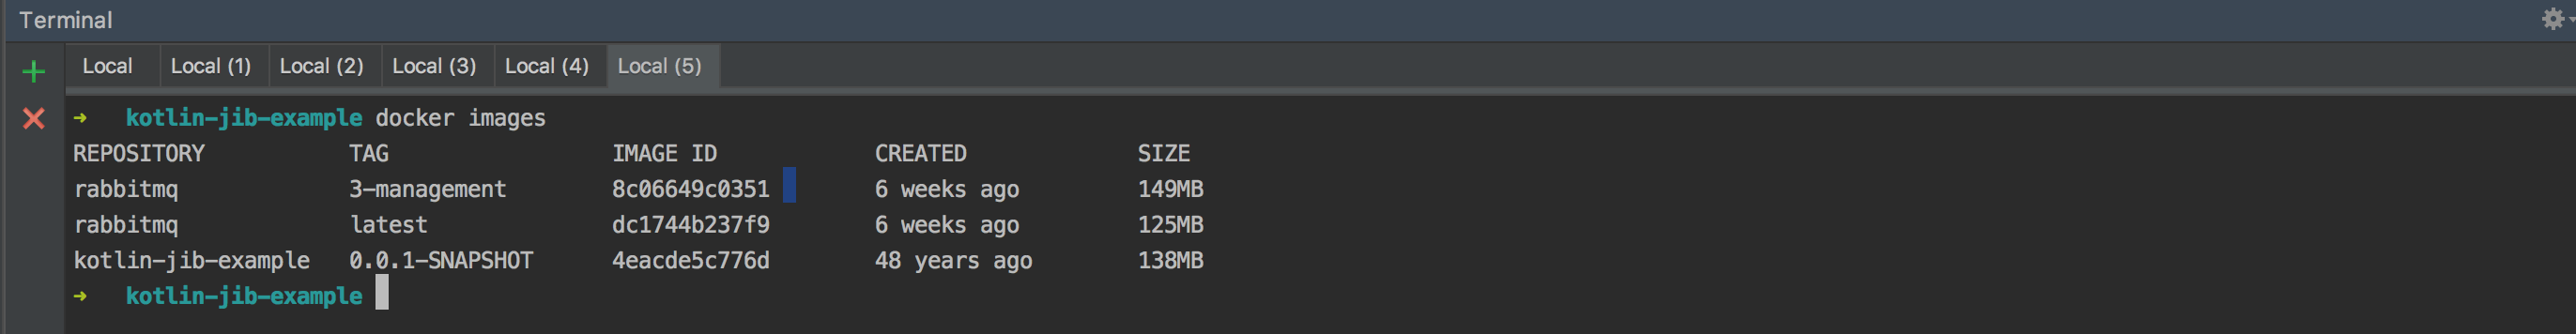 Terminal
Local Local (1) Local (2) Local (3) Local (4) Local (5)
➜ kotlin-jib-example docker images
REPOSITORY TAG IMAGE ID CREATED SIZE
rabbitmq 3-management 8c06649c0351 6 weeks ago 149MB
rabbitmq latest dc1744b237f9 6 weeks ago 125MB
kotlin-jib-example 0.0.1-SNAPSHOT 4eacde5c776d 48 years ago 138MB
➜ kotlin-jib-example